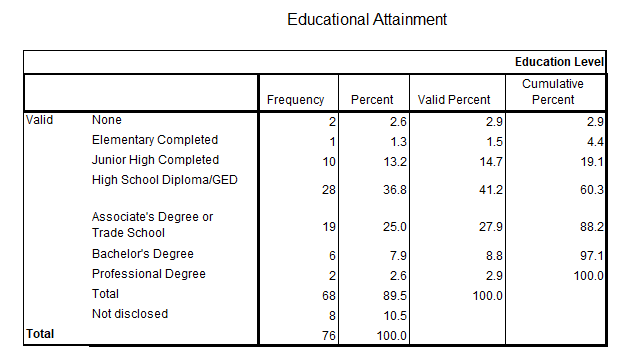 Educational Attainment
Education Level
Frequency Percent Valid Percent Cumulative Percent
Valid None 2 2.6 2.9 2.9
Elementary Completed 1 1.3 1.5 4.4
Junior High Completed 10 13.2 14.7 19.1
High School Diploma/GED 28 36.8 41.2 60.3
Associate's Degree or
Trade School 19 25.0 27.9 88.2
Bachelor's Degree 6 7.9 8.8 97.1
Professional Degree 2 2.6 2.9 100.0
Total 68 89.5 100.0
Not disclosed 8 10.5
Total 76 100.0